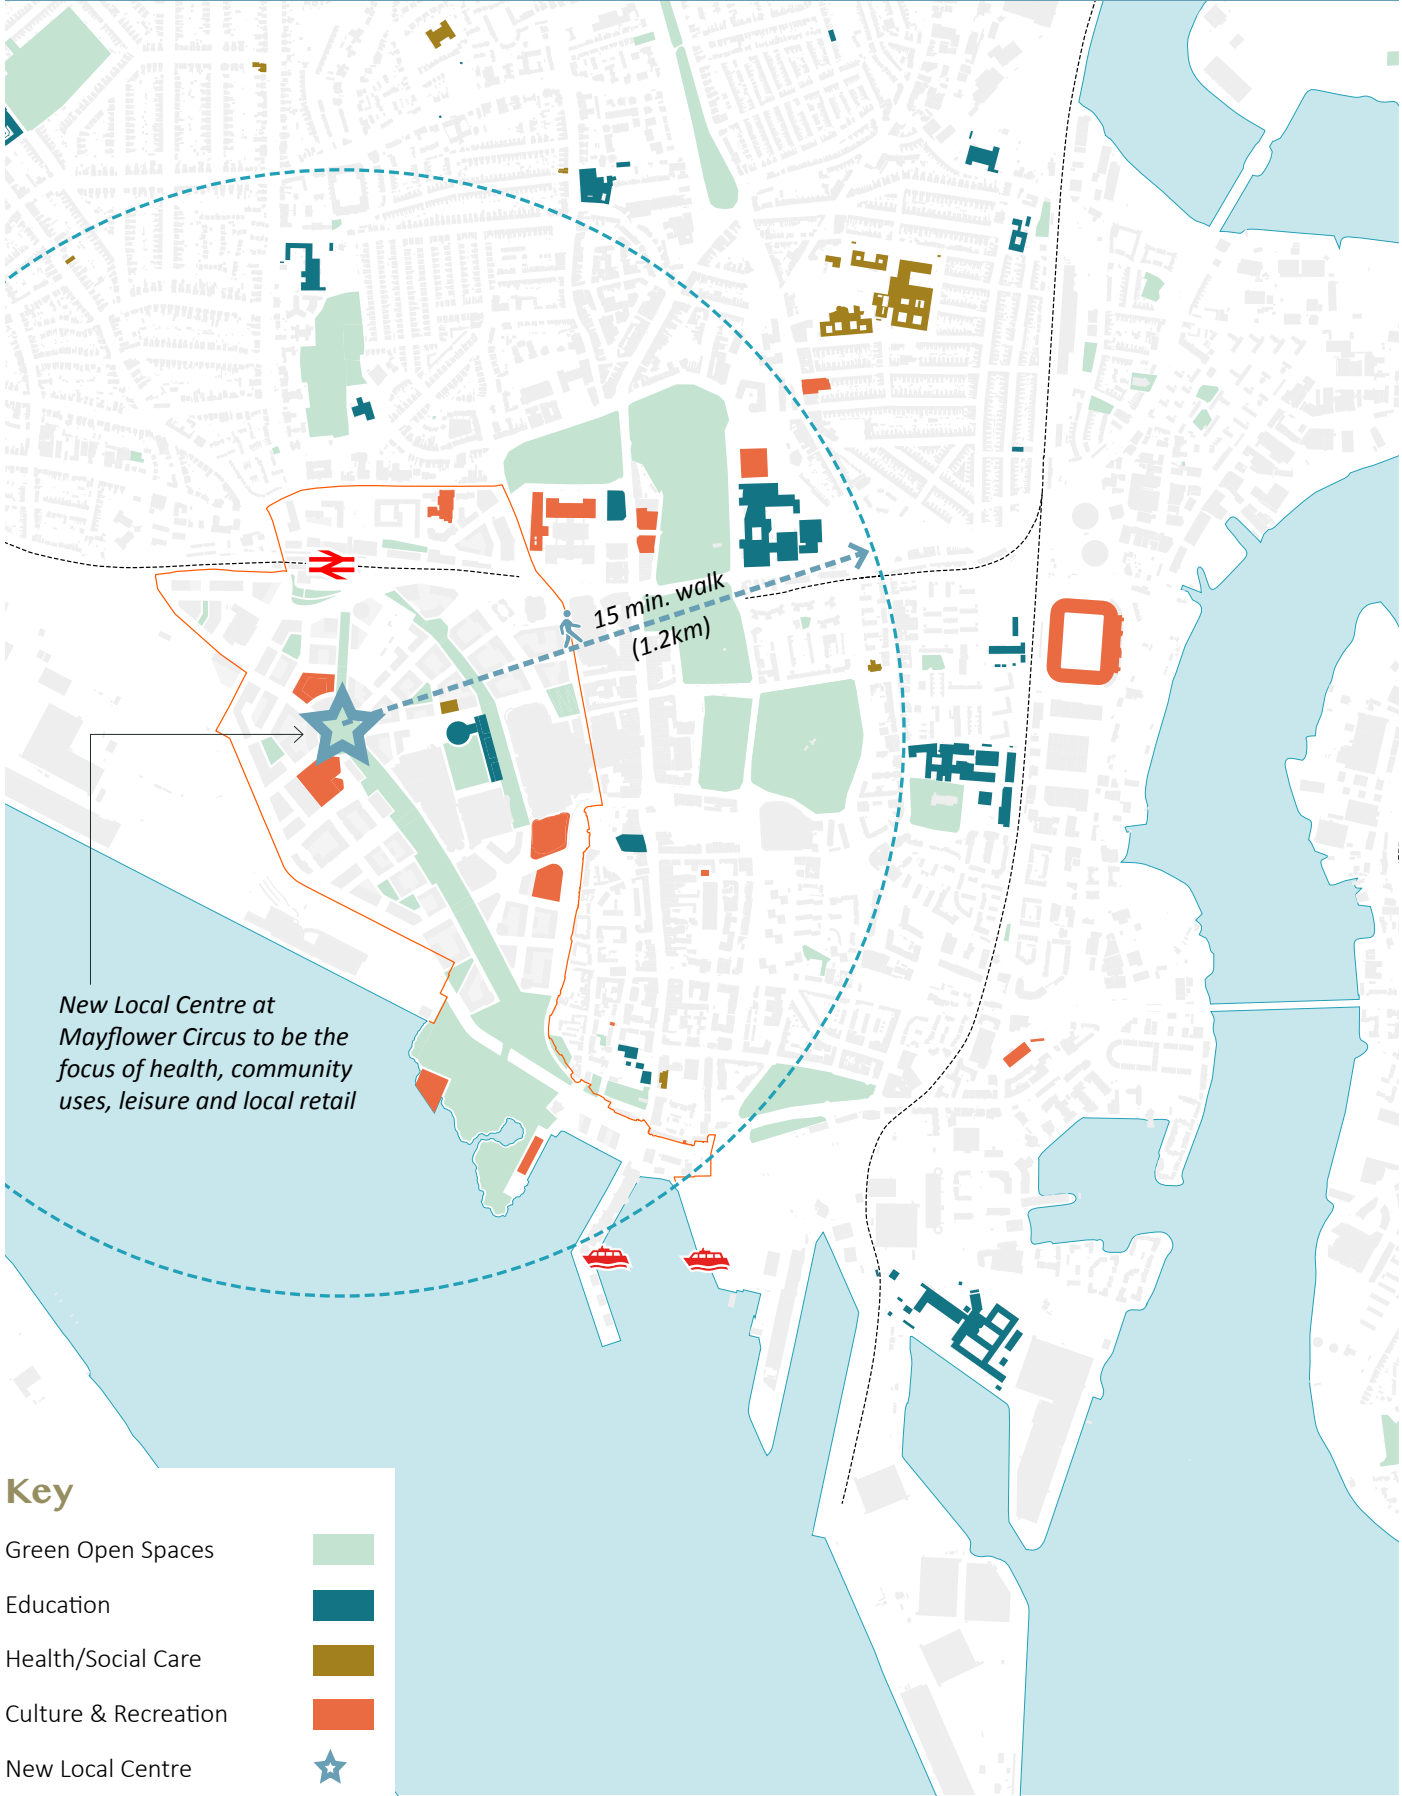 15 min. walk
(1.2km)
New Local Centre at
Mayflower Circus to be the
focus of health, community
uses, leisure and local retail
Key
Green Open Spaces
Education
Health/Social Care
Culture & Recreation
New Local Centre